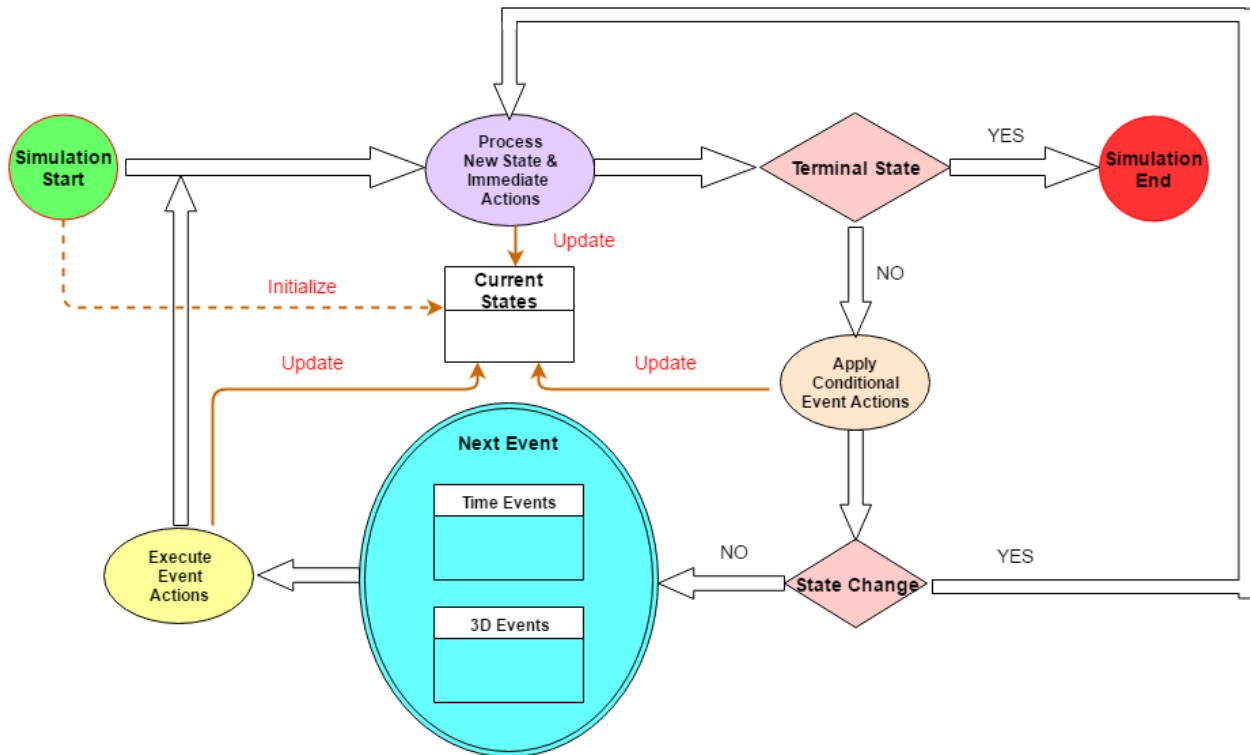 Simulation
Start
Process
New State &
Immediate
Actions
Terminal State
YES
Simulation
End
Update
NO
Initialize
Current
States
Update
Update
Apply
Conditional
Event Actions
Next Event
Time Events
3D Events
Execute
Event
Actions
NO
State Change
YES